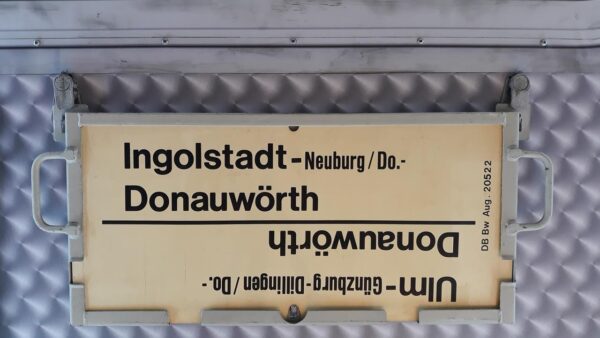 Ingolstadt-Neuburg/Do.-
Donauwörth
Ulm-Günzburg-Dillingen/Do.-
Donauwörth
DB Bw Aug. 20522